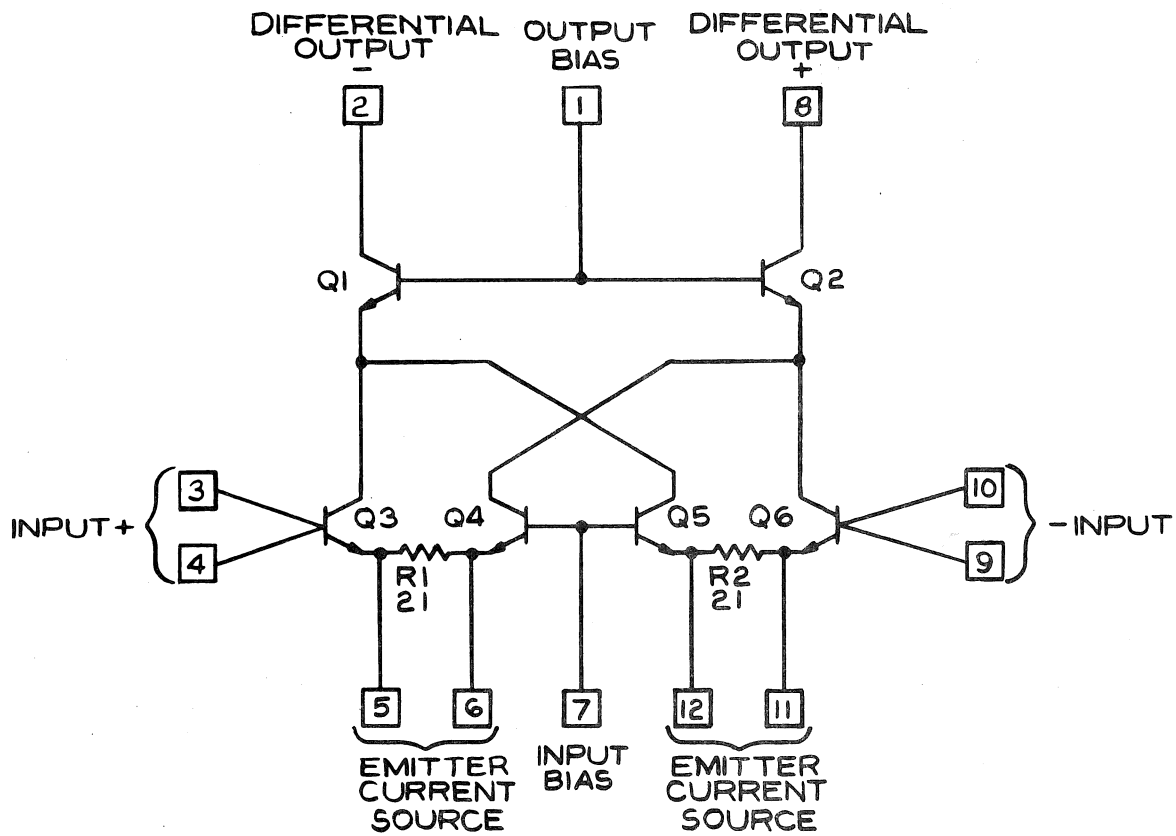 DIFFERENTIAL
OUTPUT
-
OUTPUT
BIAS
DIFFERENTIAL
OUTPUT
+
2
1
8
Q1
Q2
INPUT +
3
4
Q3
Q4
Q5
Q6
10
9
- INPUT
R1
21
R2
21
5
6
7
12
11
EMITTER
CURRENT
SOURCE
INPUT
BIAS
EMITTER
CURRENT
SOURCE